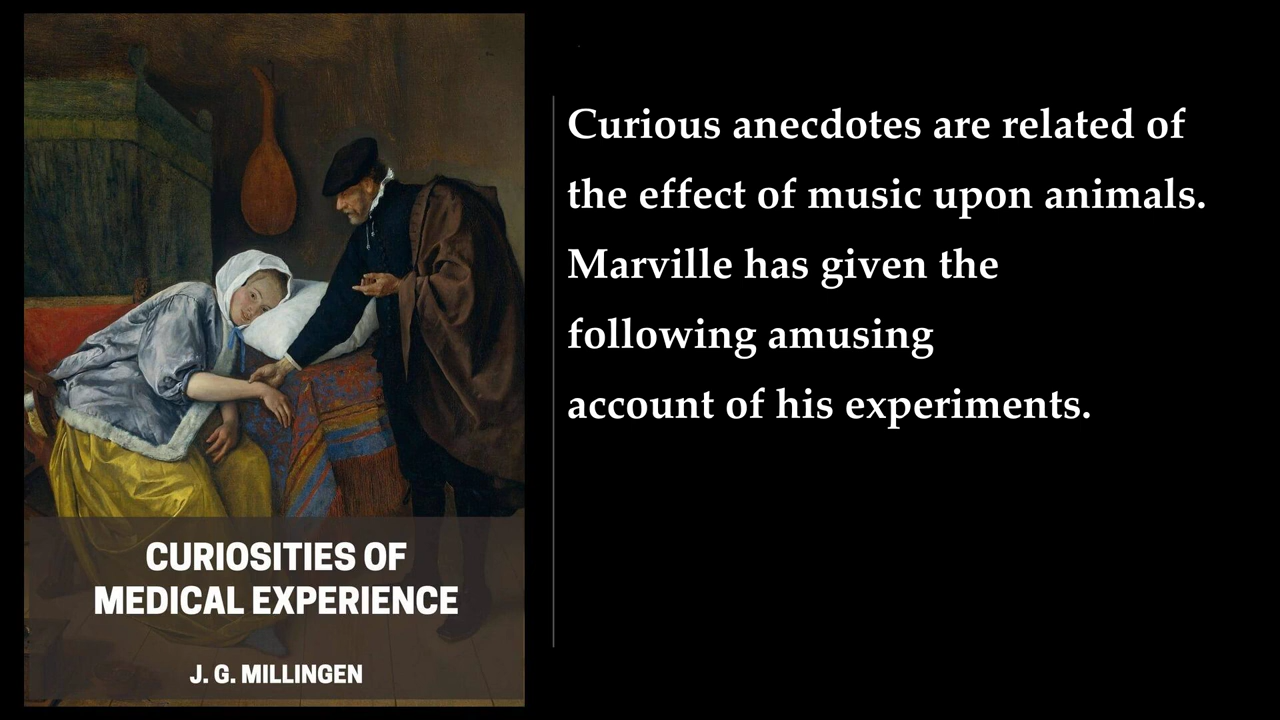 CURIOSITIES OF
MEDICAL EXPERIENCE
J. G. MILLINGEN
Curious anecdotes are related of
the effect of music upon animals.
Marville has given the
following amusing
account of his experiments.